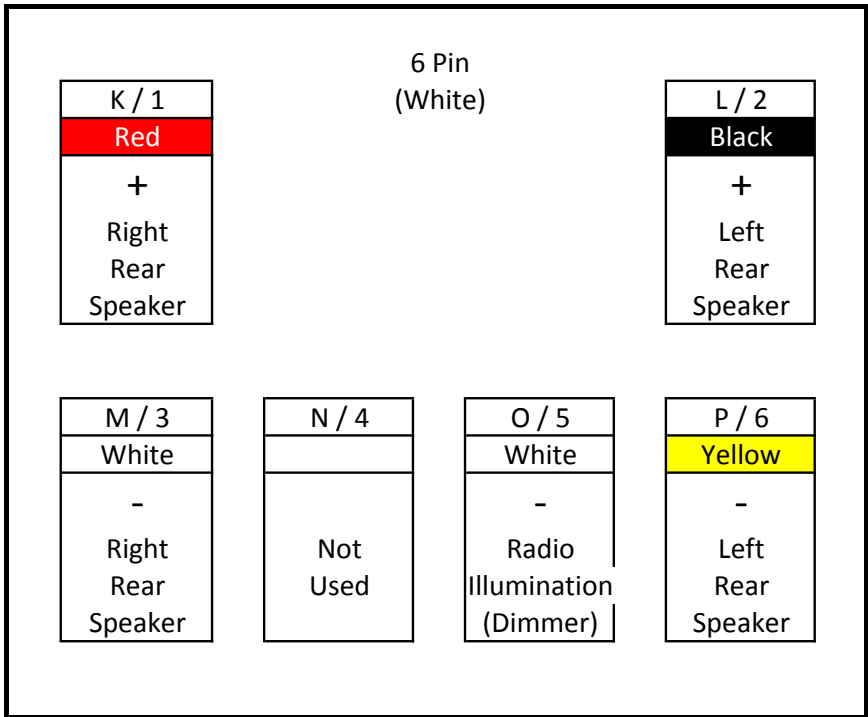 6 Pin
(White)
K / 1
Red
+
Right
Rear
Speaker
L / 2
Black
+
Left
Rear
Speaker
M / 3
White
-
Right
Rear
Speaker
N / 4
Not
Used
O / 5
White
-
Radio
Illumination
(Dimmer)
P / 6
Yellow
-
Left
Rear
Speaker